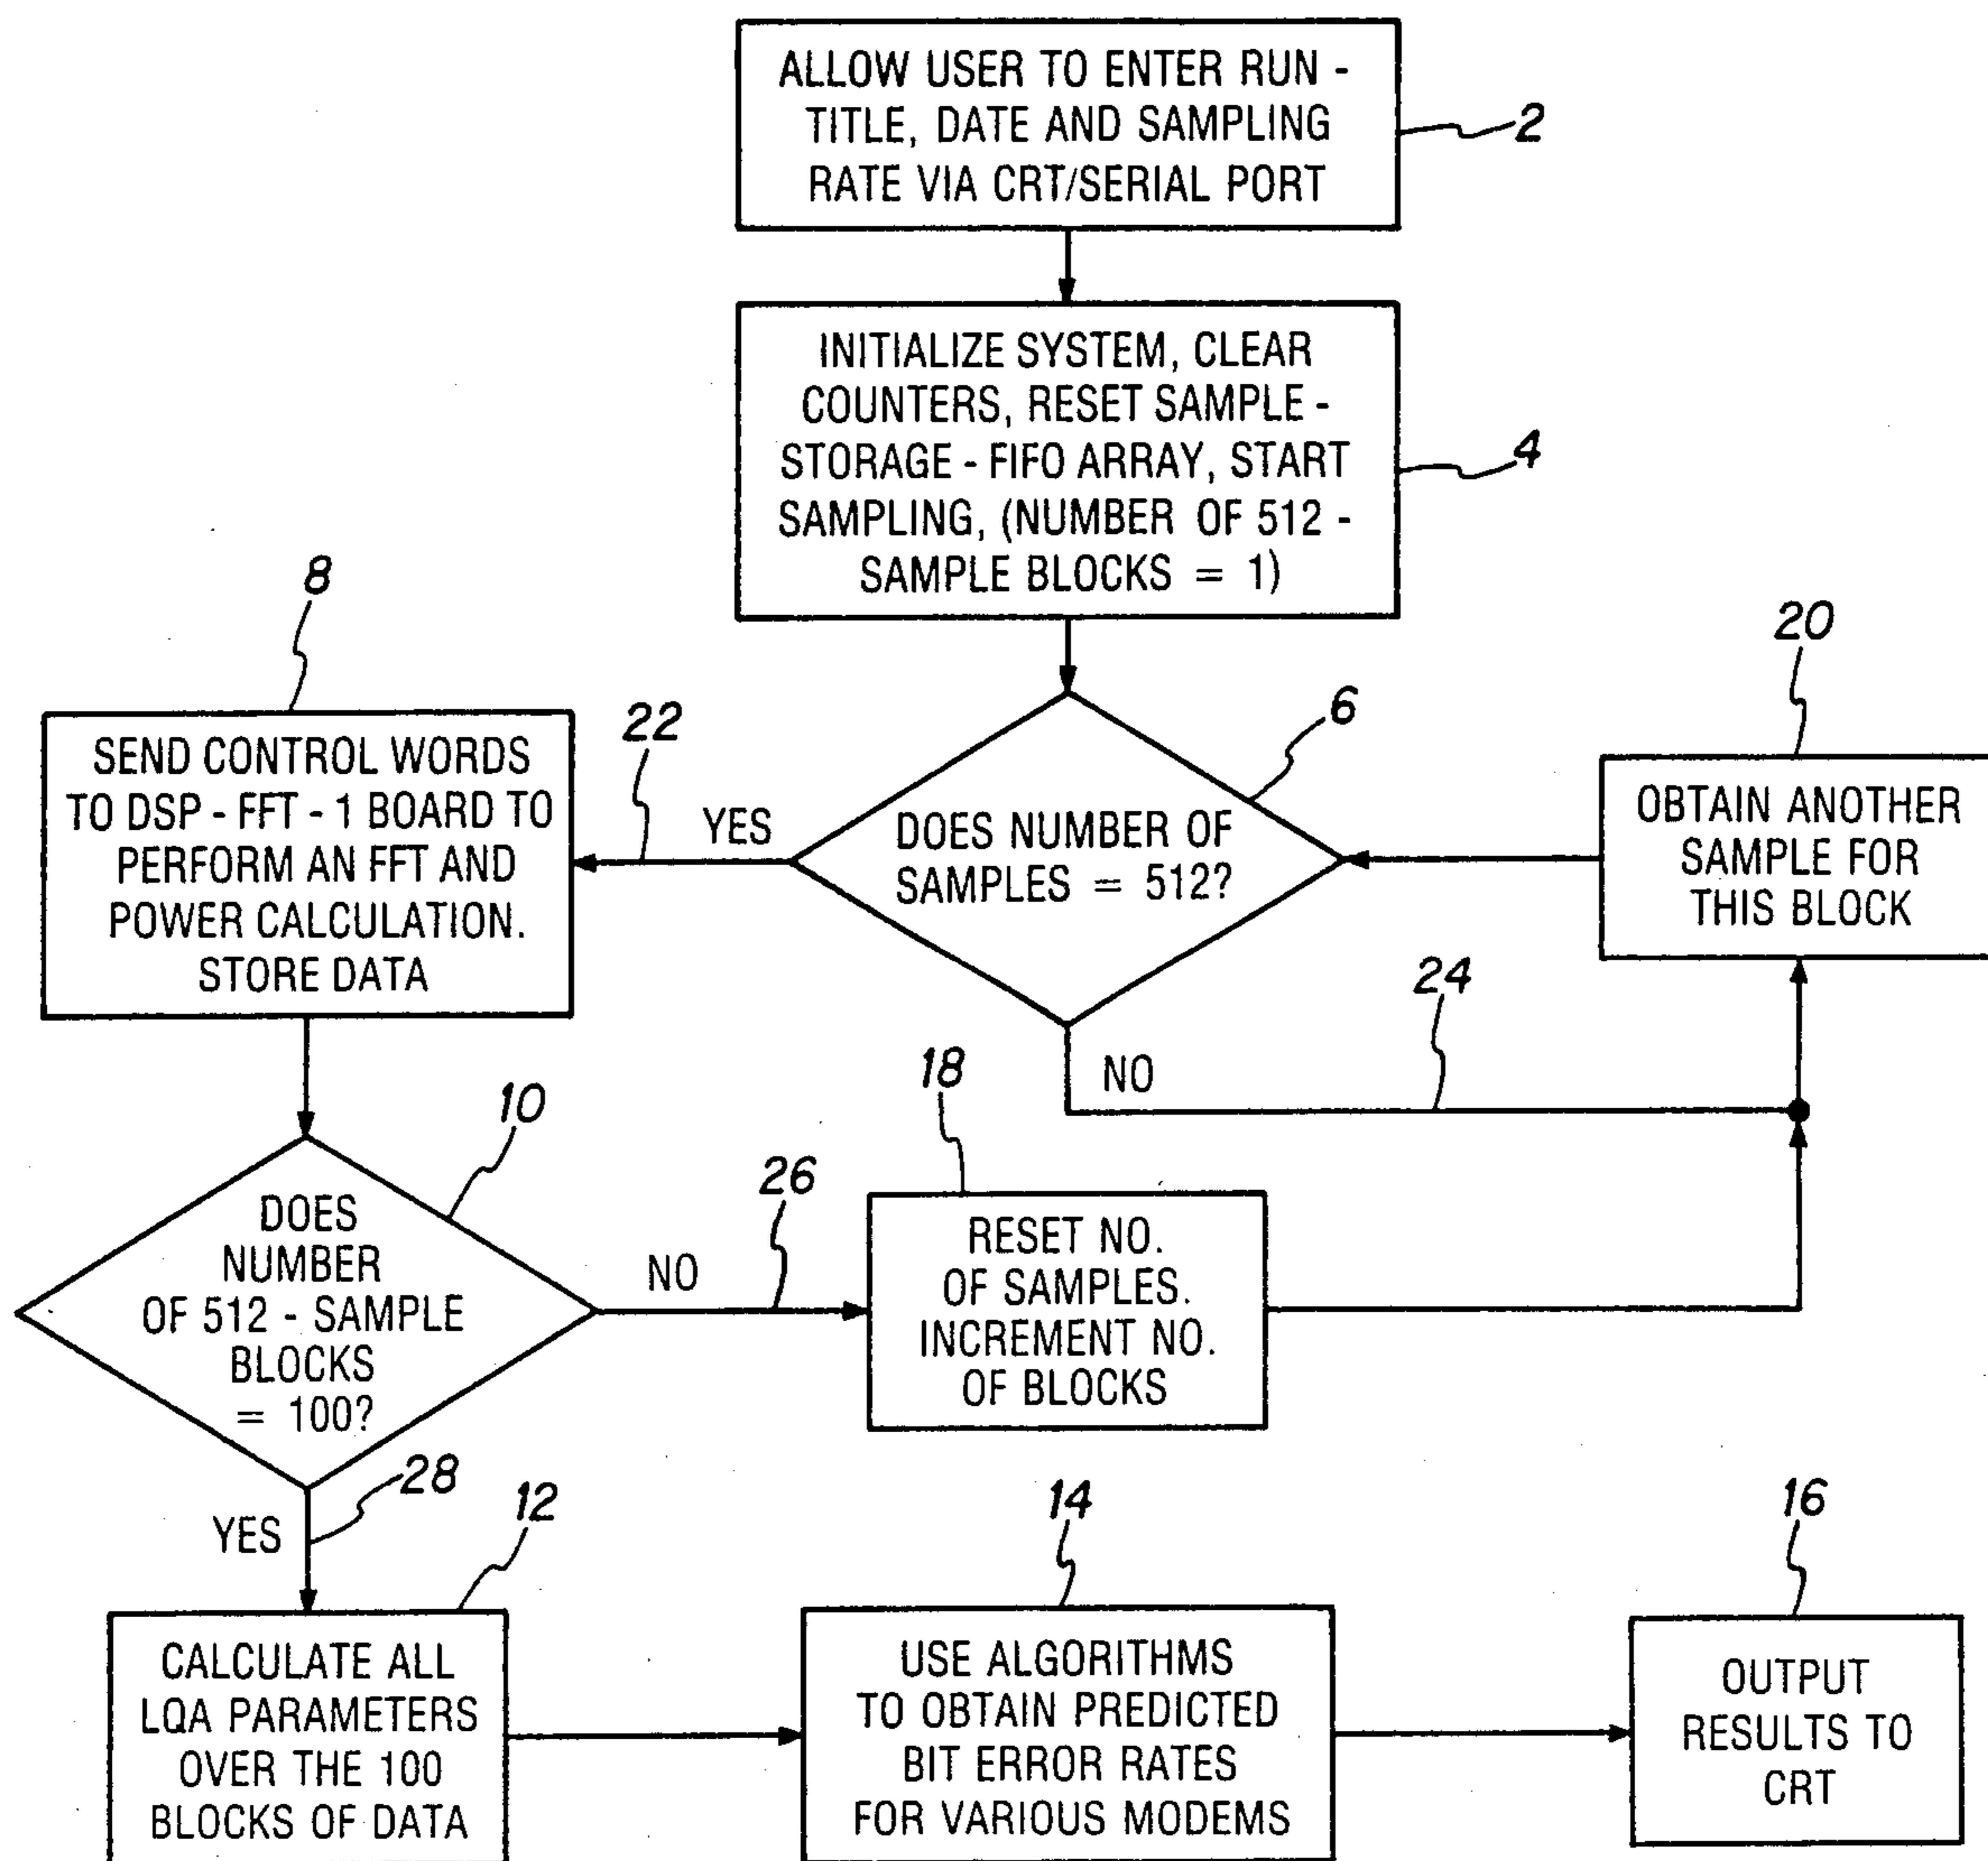 ALLOW USER TO ENTER RUN -
TITLE, DATE AND SAMPLING
RATE VIA CRT/SERIAL PORT
2
INITIALIZE SYSTEM, CLEAR
COUNTERS, RESET SAMPLE -
STORAGE - FIFO ARRAY, START
SAMPLING, (NUMBER OF 512 -
SAMPLE BLOCKS = 1)
4
8
SEND CONTROL WORDS
TO DSP - FFT - 1 BOARD TO
PERFORM AN FFT AND
POWER CALCULATION.
STORE DATA
22
YES
6
DOES NUMBER OF
SAMPLES = 512?
20
OBTAIN ANOTHER
SAMPLE FOR
THIS BLOCK
NO
24
10
DOES
NUMBER
OF 512 - SAMPLE
BLOCKS
= 100?
NO
26
18
RESET NO.
OF SAMPLES.
INCREMENT NO.
OF BLOCKS
YES
28
12
CALCULATE ALL
LQA PARAMETERS
OVER THE 100
BLOCKS OF DATA
14
USE ALGORITHMS
TO OBTAIN PREDICTED
BIT ERROR RATES
FOR VARIOUS MODEMS
16
OUTPUT
RESULTS TO
CRT